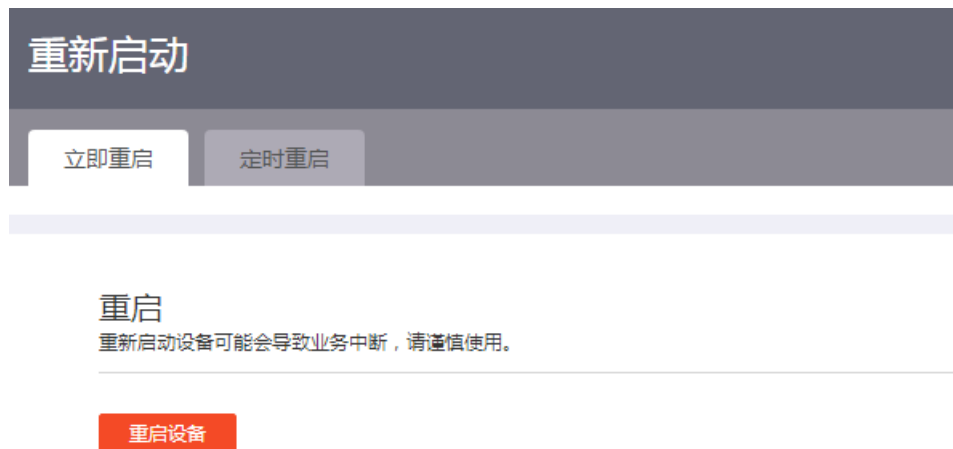 重新启动
立即重启
定时重启
重启
重新启动设备可能会导致业务中断，请谨慎使用。
重启设备